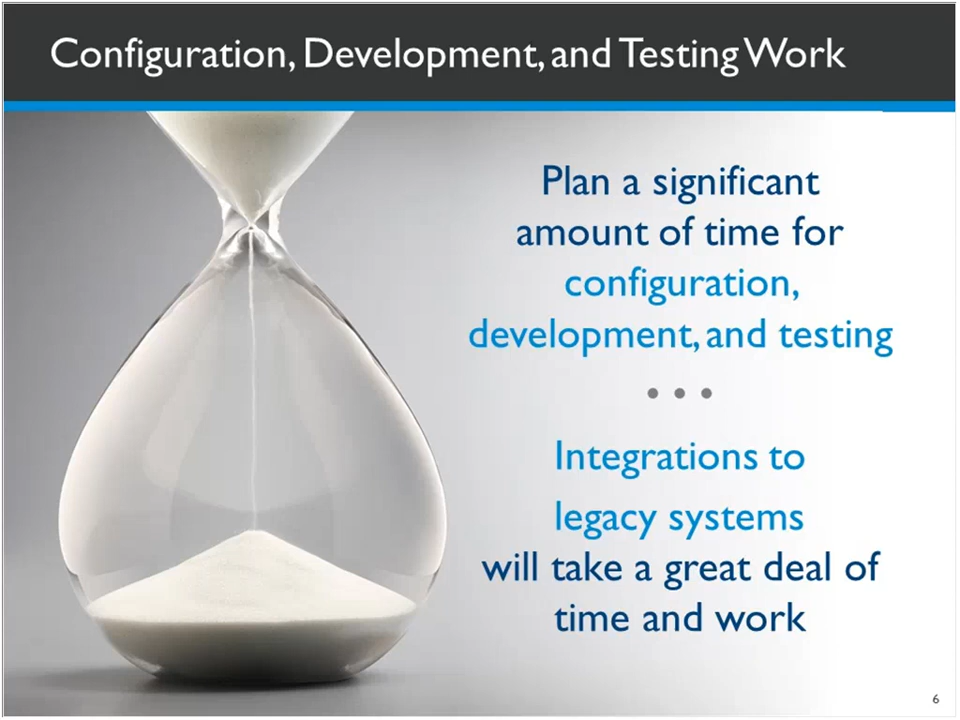 Configuration, Development, and Testing Work
Plan a significant
amount of time for
configuration,
development, and testing
• • •
Integrations to
legacy systems
will take a great deal of
time and work
6